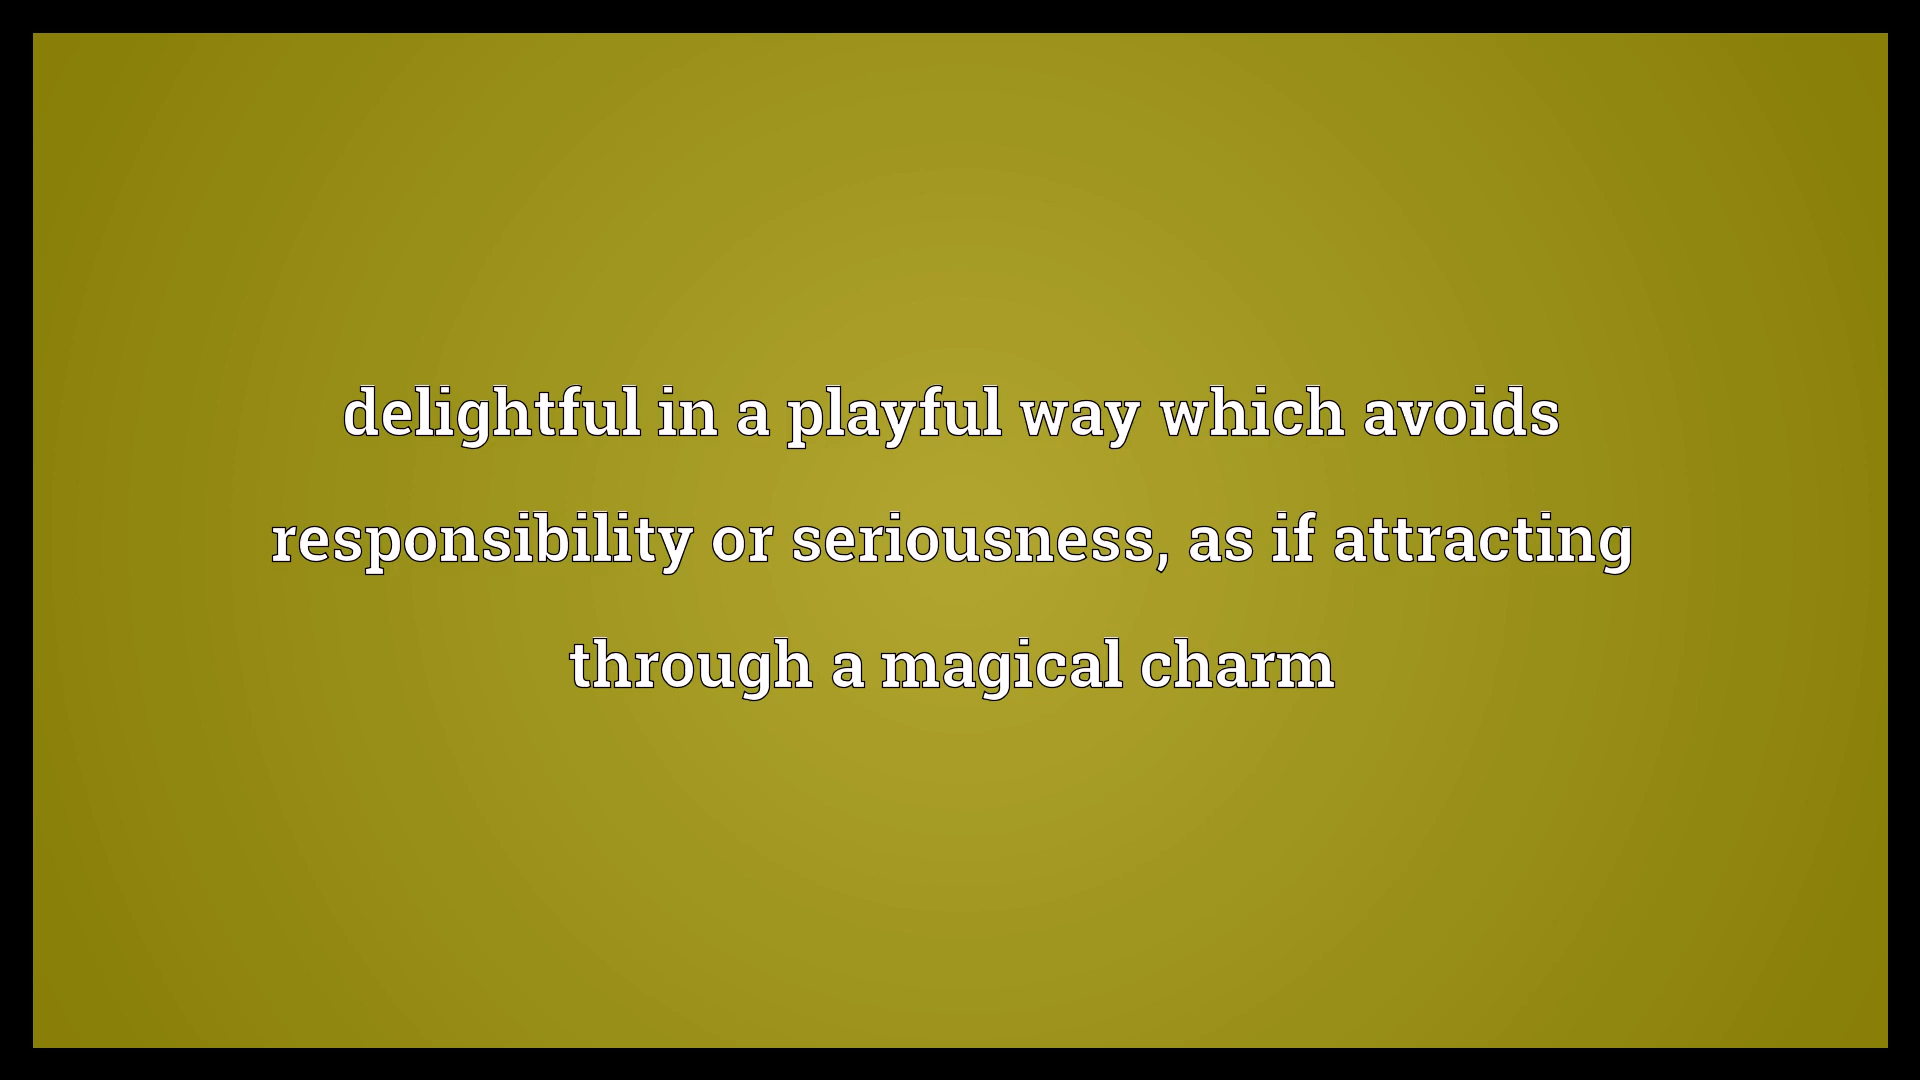 delightful in a playful way which avoids
responsibility or seriousness, as if attracting
through a magical charm